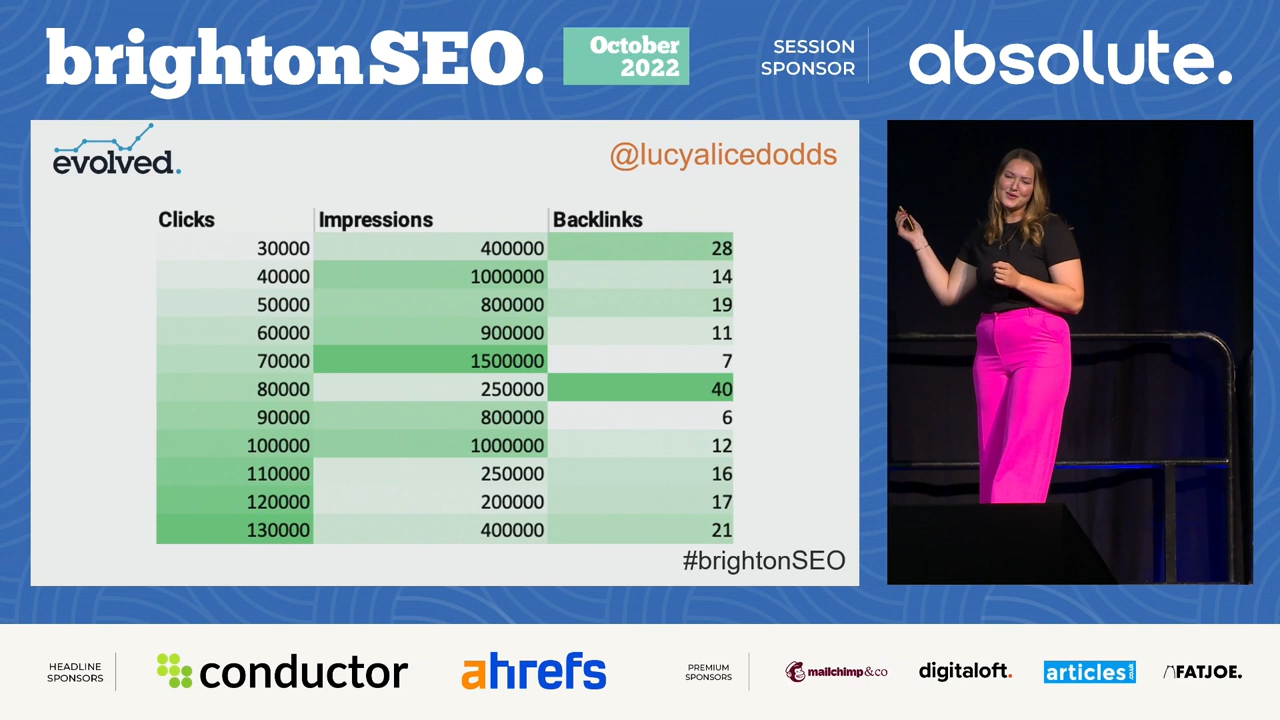 brightonSEO.
October
2022
SESSION
SPONSOR
absolute.
evolved.
@lucyalicedodds
Clicks Impressions Backlinks
30000 400000 28
40000 1000000 14
50000 800000 19
60000 900000 11
70000 1500000 7
80000 250000 40
90000 800000 6
100000 1000000 12
110000 250000 16
120000 200000 17
130000 400000 21
#brightonSEO
HEADLINE
SPONSORS
conductor
ahrefs
PREMIUM
SPONSORS
mailchimp&co
digitaloft.
articles.co.uk
FATJOE.